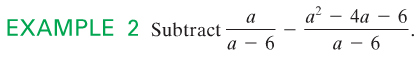 EXAMPLE 2 Subtract a / (a − 6) − (a² − 4a − 6) / (a − 6).